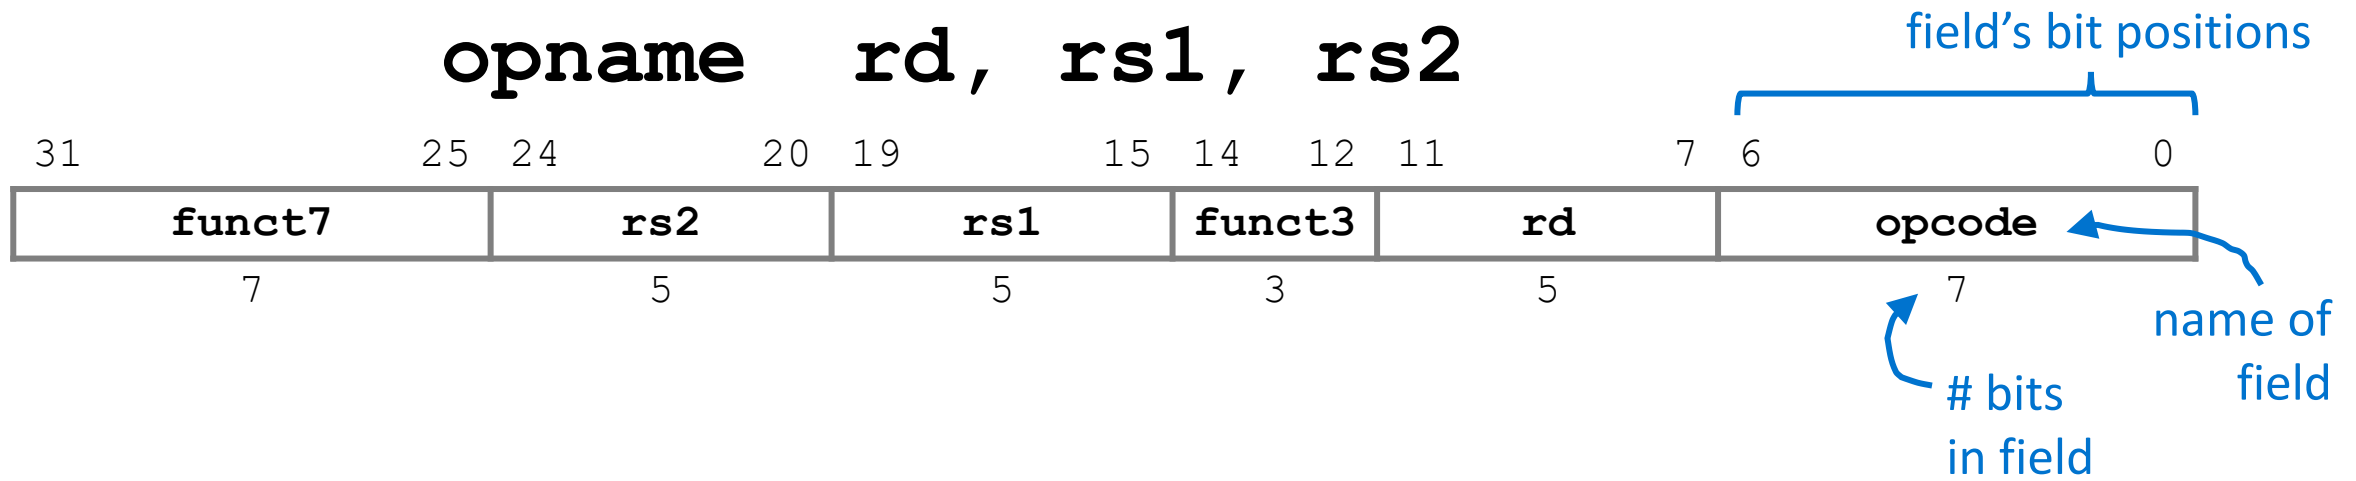 opname rd, rs1, rs2
field’s bit positions
31 25 24 20 19 15 14 12 11 7 6 0
funct7 rs2 rs1 funct3 rd opcode
7 5 5 3 5 7
name of
field
# bits
in field